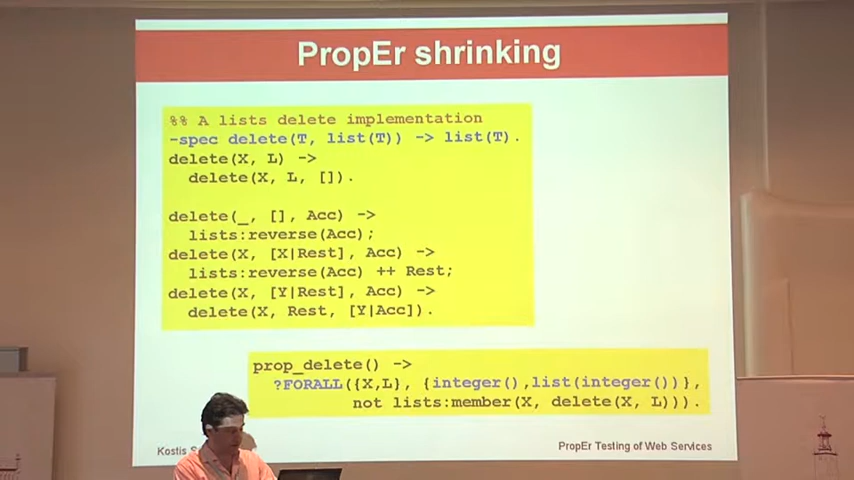 PropEr shrinking
%% A lists delete implementation
-spec delete(T, list(T)) -> list(T).
delete(X, L) ->
delete(X, L, []).
delete(_, [], Acc) ->
lists:reverse(Acc);
delete(X, [X|Rest], Acc) ->
lists:reverse(Acc) ++ Rest;
delete(X, [Y|Rest], Acc) ->
delete(X, Rest, [Y|Acc]).
prop_delete() ->
?FORALL({X,L}, {integer(),list(integer())},
not lists:member(X, delete(X, L))).
Kostis
PropEr Testing of Web Services